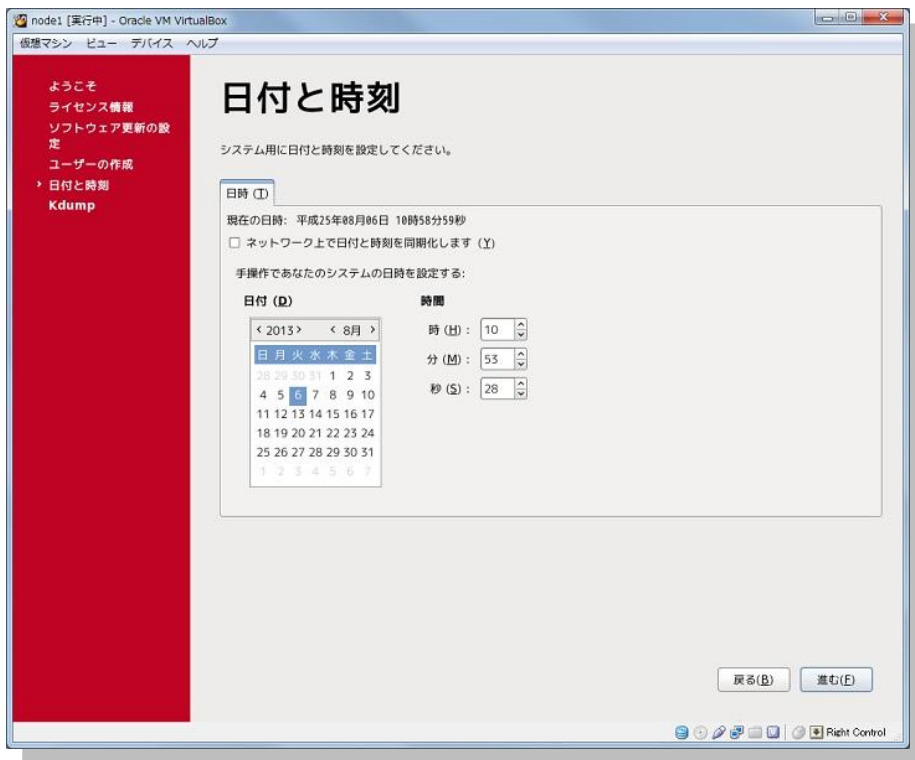 node1 [実行中] - Oracle VM VirtualBox
仮想マシン ビュー デバイス ヘルプ
ようこそ
ライセンス情報
ソフトウェア更新の設
定
ユーザーの作成
日付と時刻
Kdump
日付と時刻
システム用に日付と時刻を設定してください。
日時 (T)
現在の日時: 平成25年08月06日 10時58分59秒
ネットワーク上で日付と時刻を同期化します (Y)
手操作であなたのシステムの日時を設定する:
日付 (D)
‹ 2013 › ‹ 8月 ›
日 月 火 水 木 金 土
28 29 30 31 1 2 3
4 5 6 7 8 9 10
11 12 13 14 15 16 17
18 19 20 21 22 23 24
25 26 27 28 29 30 31
1 2 3 4 5 6 7
時間
時 (H) : 10
分 (M) : 53
秒 (S) : 28
戻る(B)
進む(F)
Right Control